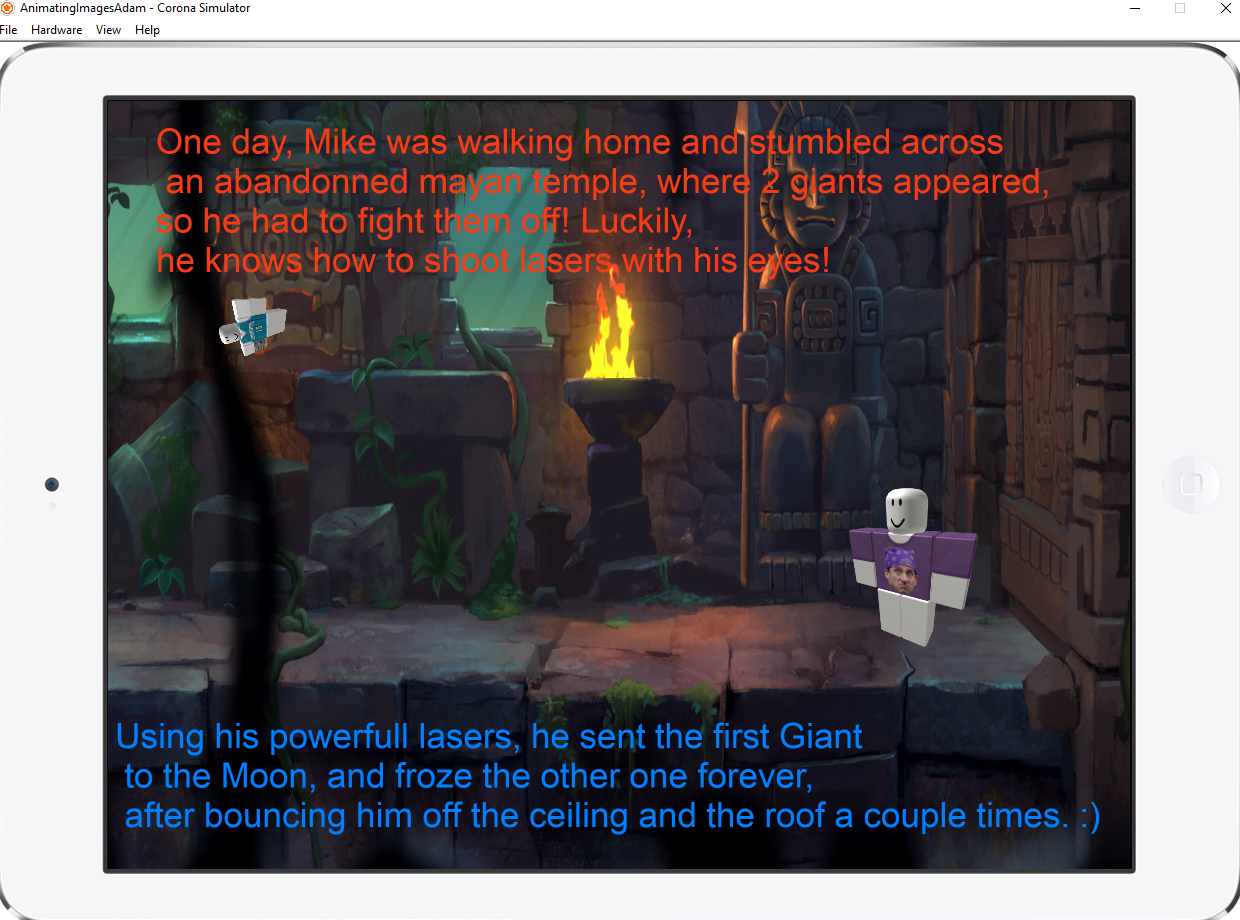 AnimatingImagesAdam - Corona Simulator
File Hardware View Help
One day, Mike was walking home and stumbled across
an abandonned mayan temple, where 2 giants appeared,
so he had to fight them off! Luckily,
he knows how to shoot lasers with his eyes!
Using his powerfull lasers, he sent the first Giant
to the Moon, and froze the other one forever,
after bouncing him off the ceiling and the roof a couple times. :)